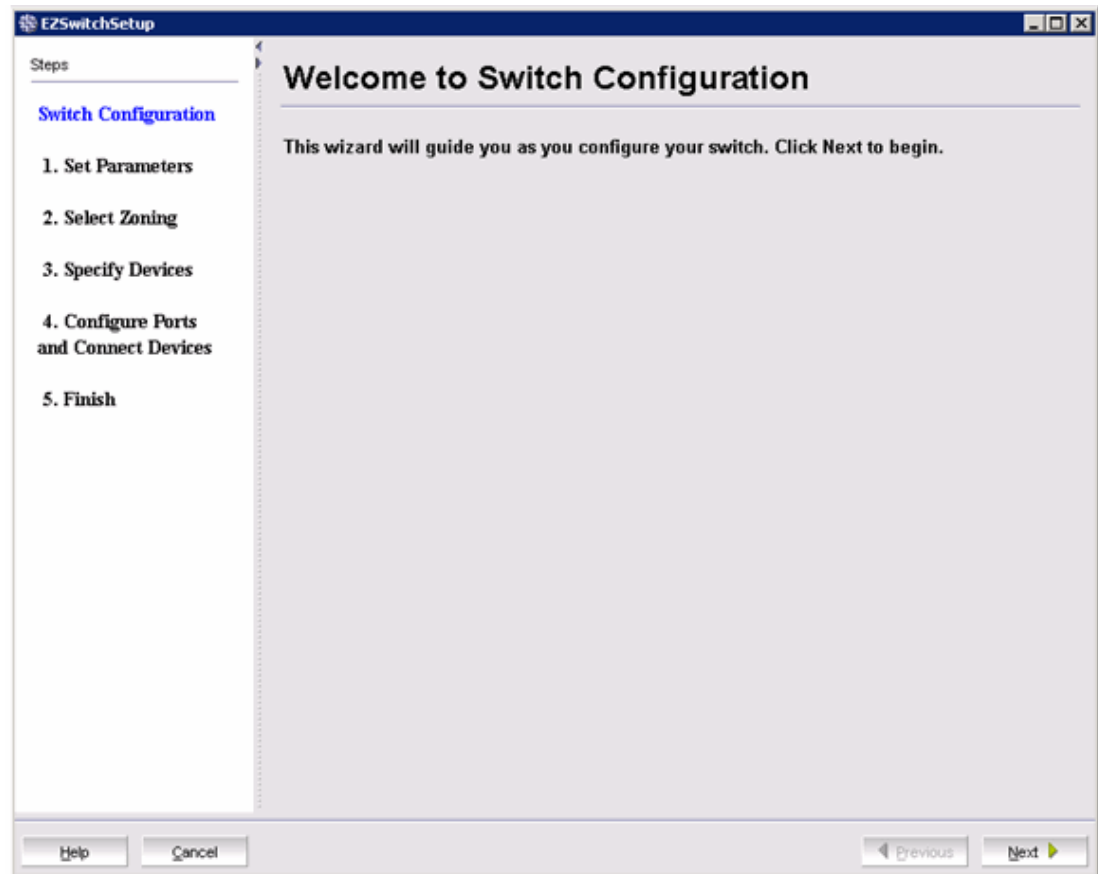 EZSwitchSetup
Steps
Switch Configuration
1. Set Parameters
2. Select Zoning
3. Specify Devices
4. Configure Ports
and Connect Devices
5. Finish
Welcome to Switch Configuration
This wizard will guide you as you configure your switch. Click Next to begin.
Help
Cancel
Previous
Next